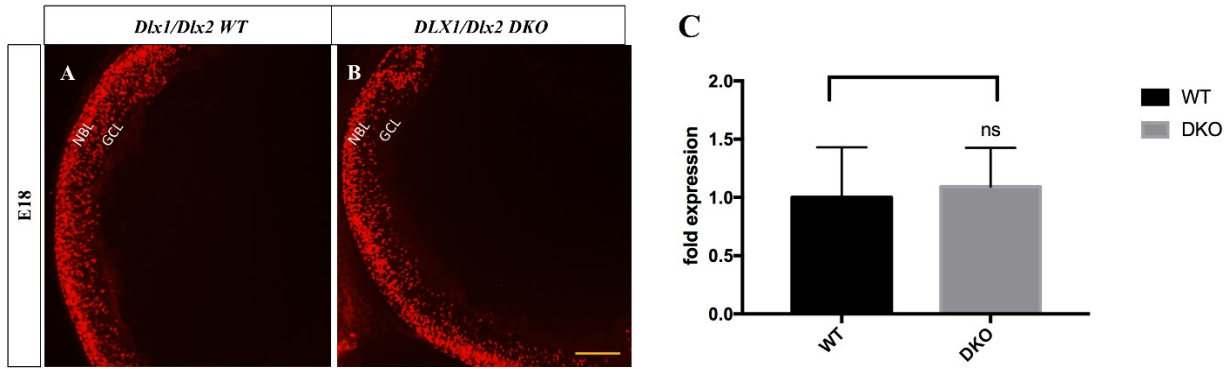 Dlx1/Dlx2 WT
DLX1/Dlx2 DKO
E18
A
NBL
GCL
B
NBL
GCL
C
fold expression
2.0
1.5
1.0
0.5
0.0
ns
WT
DKO
WT
DKO